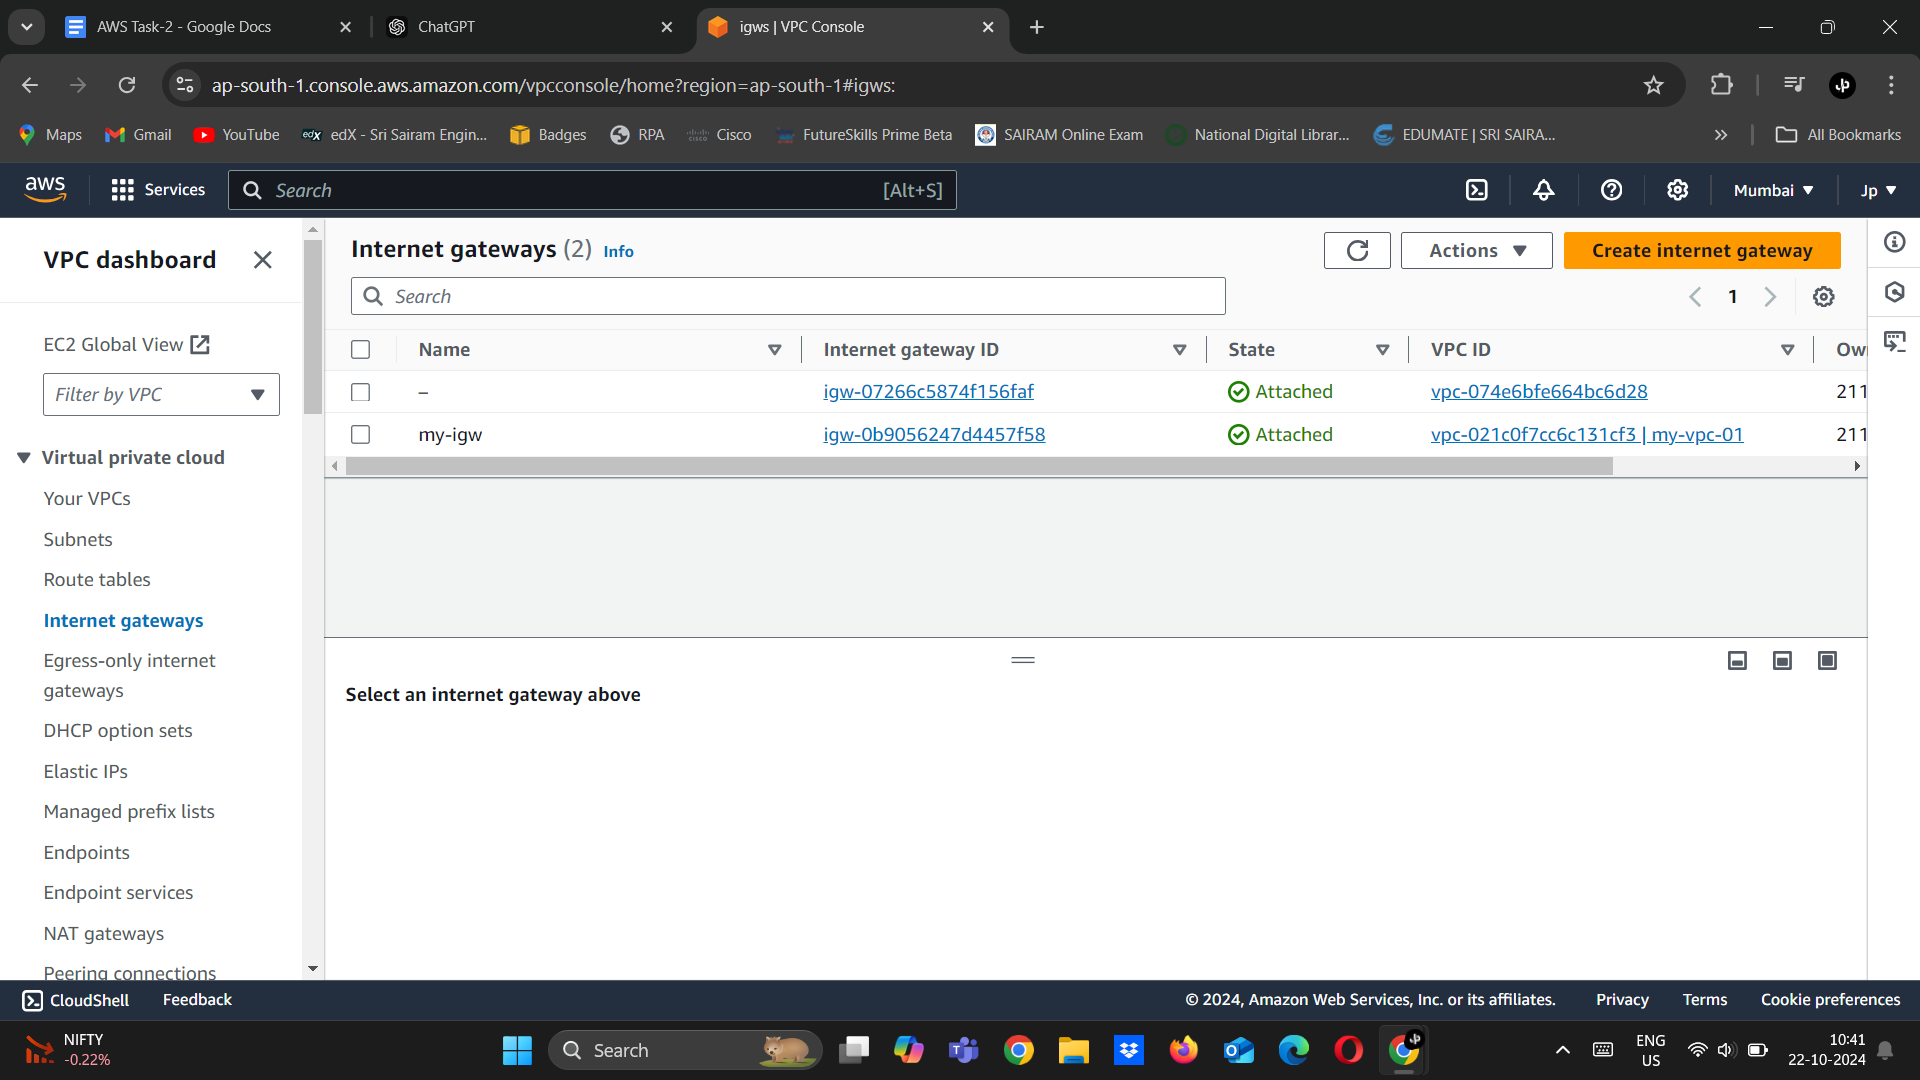 AWS Task-2 - Google Docs
ChatGPT
igws | VPC Console
ap-south-1.console.aws.amazon.com/vpcconsole/home?region=ap-south-1#igws:
Maps
Gmail
YouTube
edX edX - Sri Sairam Engin...
Badges
RPA
cisco Cisco
FutureSkills Prime Beta
SAIRAM Online Exam
National Digital Librar...
EDUMATE | SRI SAIRA...
All Bookmarks
aws
Services
Search [Alt+S]
Mumbai
Jp
VPC dashboard
EC2 Global View
Filter by VPC
Virtual private cloud
Your VPCs
Subnets
Route tables
Internet gateways
Egress-only internet
gateways
DHCP option sets
Elastic IPs
Managed prefix lists
Endpoints
Endpoint services
NAT gateways
Peering connections
Internet gateways (2) Info
Actions
Create internet gateway
Search
1
Name Internet gateway ID State VPC ID Ow
– igw-07266c5874f156faf Attached vpc-074e6bfe664bc6d28 211
my-igw igw-0b9056247d4457f58 Attached vpc-021c0f7cc6c131cf3 | my-vpc-01 211
Select an internet gateway above
CloudShell
Feedback
© 2024, Amazon Web Services, Inc. or its affiliates.
Privacy
Terms
Cookie preferences
NIFTY
-0.22%
Search
ENG
US
10:41
22-10-2024